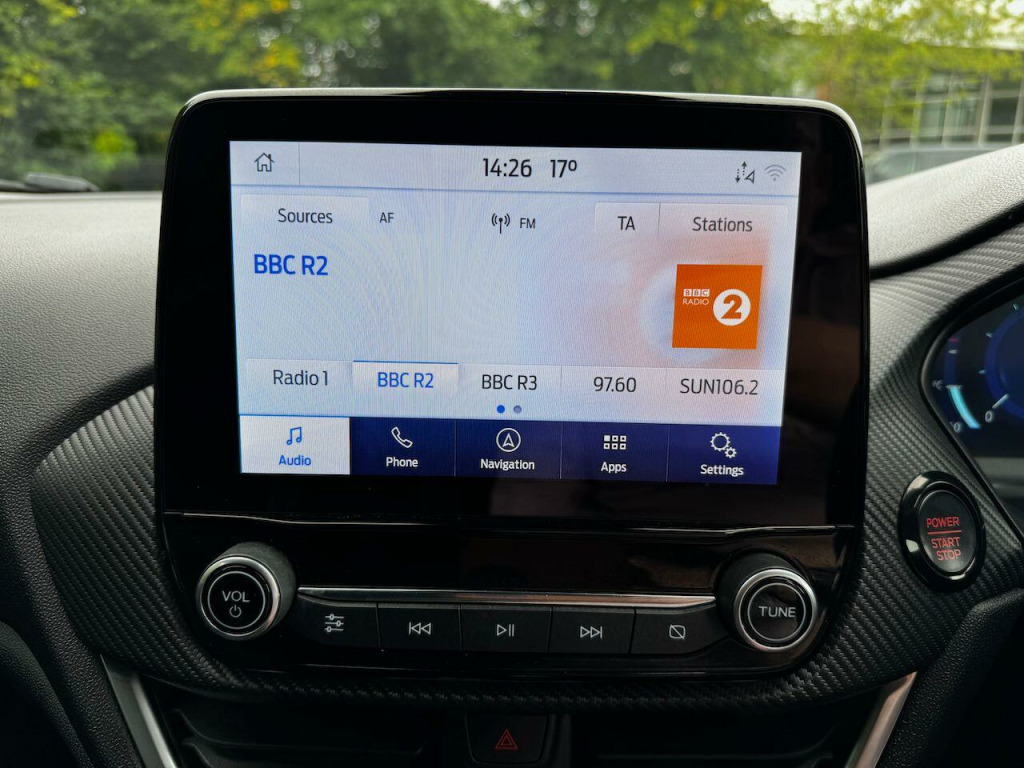 14:26 17º
Sources AF FM TA Stations
BBC R2
BBC
RADIO 2
Radio 1 BBC R2 BBC R3 97.60 SUN106.2
Audio Phone Navigation Apps Settings
POWER
START
STOP
VOL TUNE